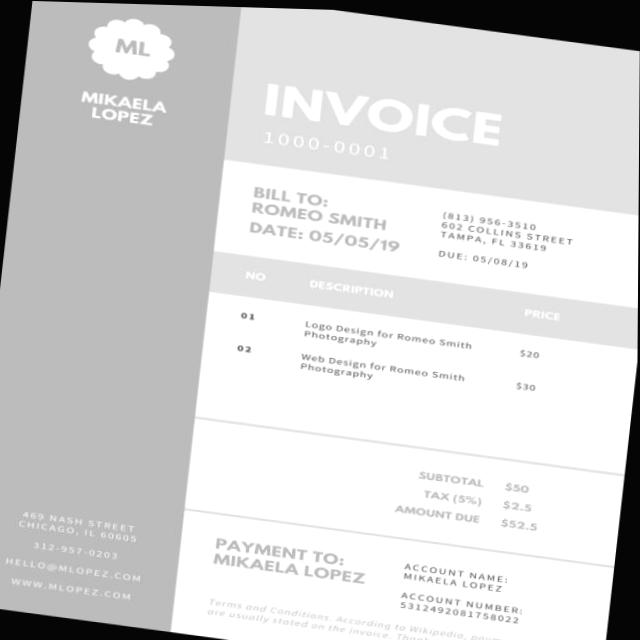 ML
MIKAELA
LOPEZ
INVOICE
1000-0001
BILL TO:
ROMEO SMITH
DATE: 05/05/19
(813) 956-3510
602 COLLINS STREET
TAMPA, FL 33619
DUE: 05/08/19
NO DESCRIPTION PRICE
01 Logo Design for Romeo Smith $20
Photography
02 Web Design for Romeo Smith $30
Photography
SUBTOTAL $50
TAX (5%) $2.5
AMOUNT DUE $52.5
PAYMENT TO:
MIKAELA LOPEZ
ACCOUNT NAME:
MIKAELA LOPEZ
ACCOUNT NUMBER:
5312492081758022
469 NASH STREET
CHICAGO, IL 60605
312-957-0203
HELLO@MLOPEZ.COM
WWW.MLOPEZ.COM
Terms and Conditions. According to Wikipedia,
are usually stated on the invoice.